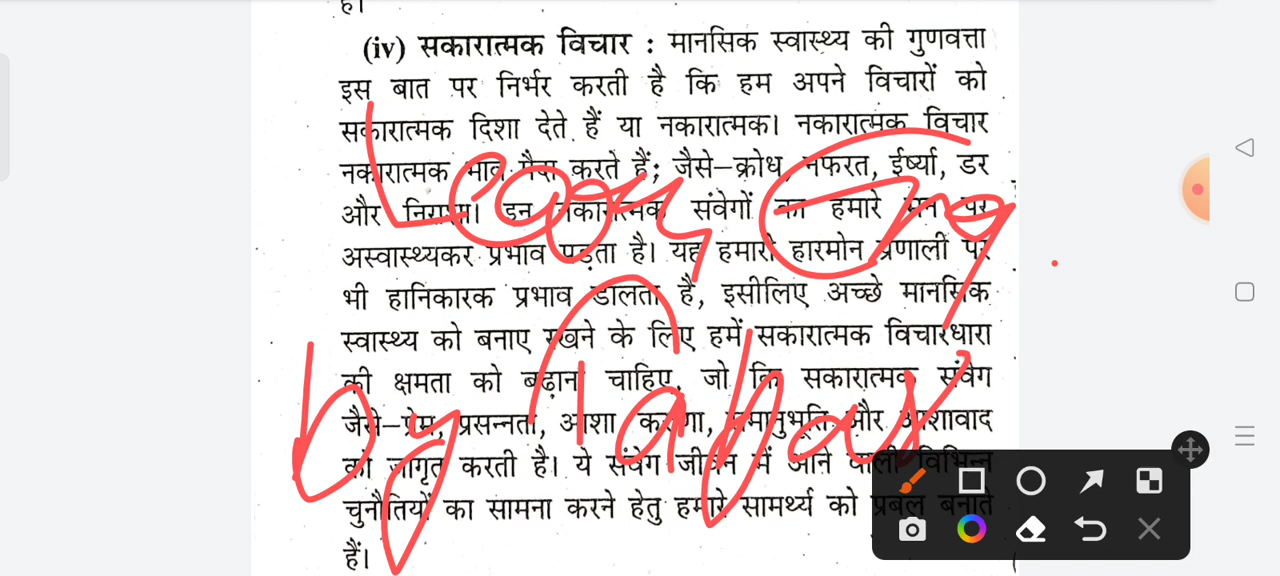 है।
(iv) सकारात्मक विचार : मानसिक स्वास्थ्य की गुणवत्ता
इस बात पर निर्भर करती है कि हम अपने विचारों को
सकारात्मक दिशा देते हैं या नकारात्मक। नकारात्मक विचार
नकारात्मक भाव पैदा करते हैं; जैसे–क्रोध, नफरत, ईर्ष्या, डर
और निराशा। इन नकारात्मक संवेगों का हमारे मन पर
अस्वास्थ्यकर प्रभाव पड़ता है। यह हमारी हारमोन प्रणाली पर
भी हानिकारक प्रभाव डालता है, इसीलिए अच्छे मानसिक
स्वास्थ्य को बनाए रखने के लिए हमें सकारात्मक विचारधारा
की क्षमता को बढ़ाना चाहिए, जो कि सकारात्मक संवेग
जैसे–प्रेम, प्रसन्नता, आशा करुणा, समानुभूति और आशावाद
को जागृत करती है। ये संवेग जीवन में आने वाली विभिन्न
चुनौतियों का सामना करने हेतु हमारे सामर्थ्य को प्रबल बनाते
हैं।
by